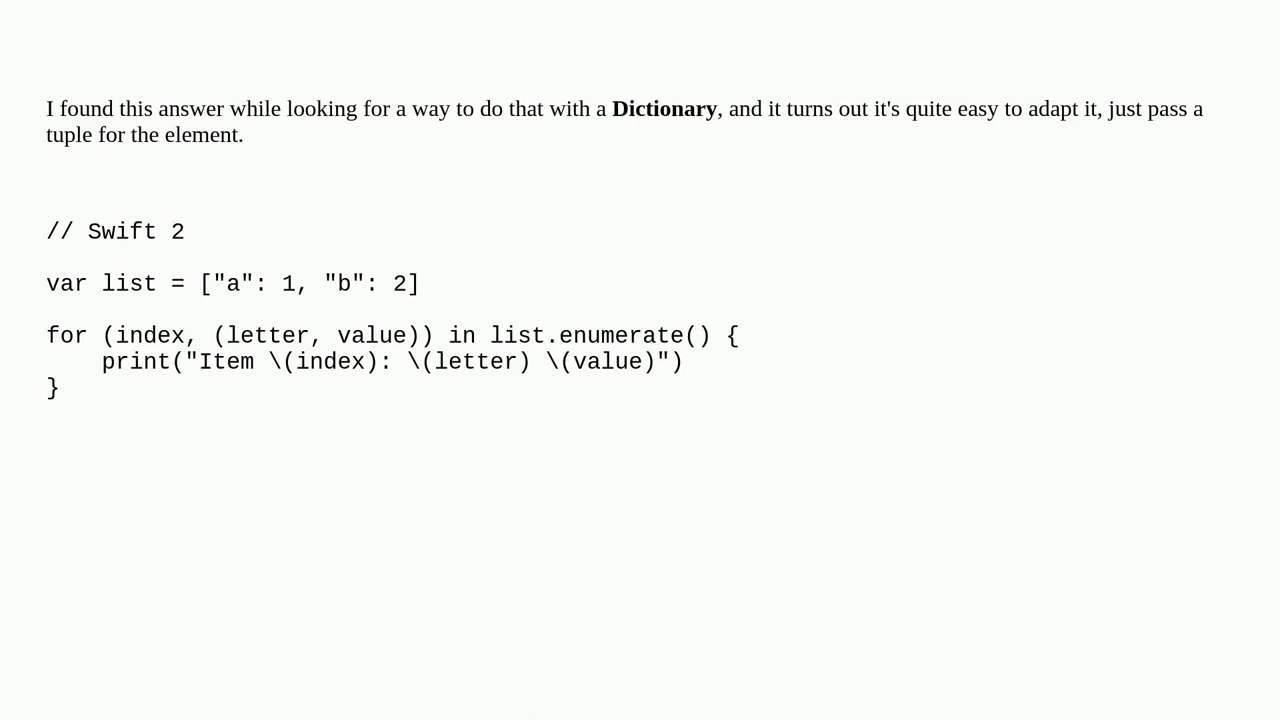 I found this answer while looking for a way to do that with a Dictionary, and it turns out it's quite easy to adapt it, just pass a
tuple for the element.
// Swift 2
var list = ["a": 1, "b": 2]
for (index, (letter, value)) in list.enumerate() {
    print("Item \(index): \(letter) \(value)")
}